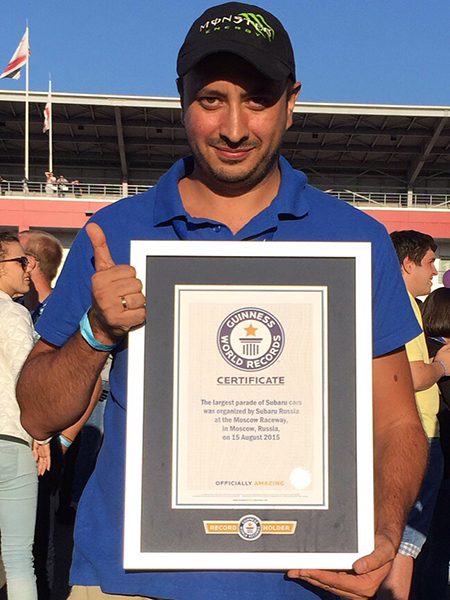 MONSTER
ENERGY
GUINNESS
WORLD RECORDS
CERTIFICATE
The largest parade of Subaru cars
was organized by Subaru Russia
at the Moscow Raceway,
in Moscow, Russia,
on 15 August 2015
OFFICIALLY AMAZING
RECORD HOLDER